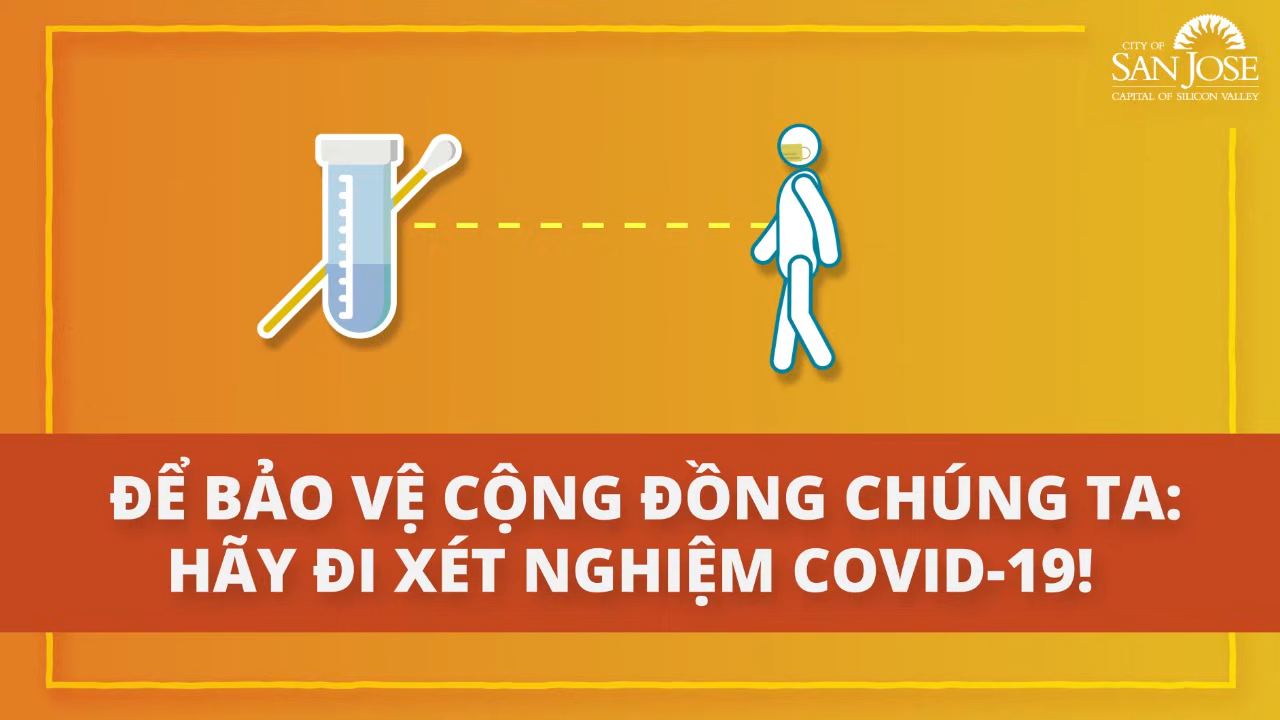 CITY OF
SAN JOSE
CAPITAL OF SILICON VALLEY
ĐỂ BẢO VỆ CỘNG ĐỒNG CHÚNG TA:
HÃY ĐI XÉT NGHIỆM COVID-19!